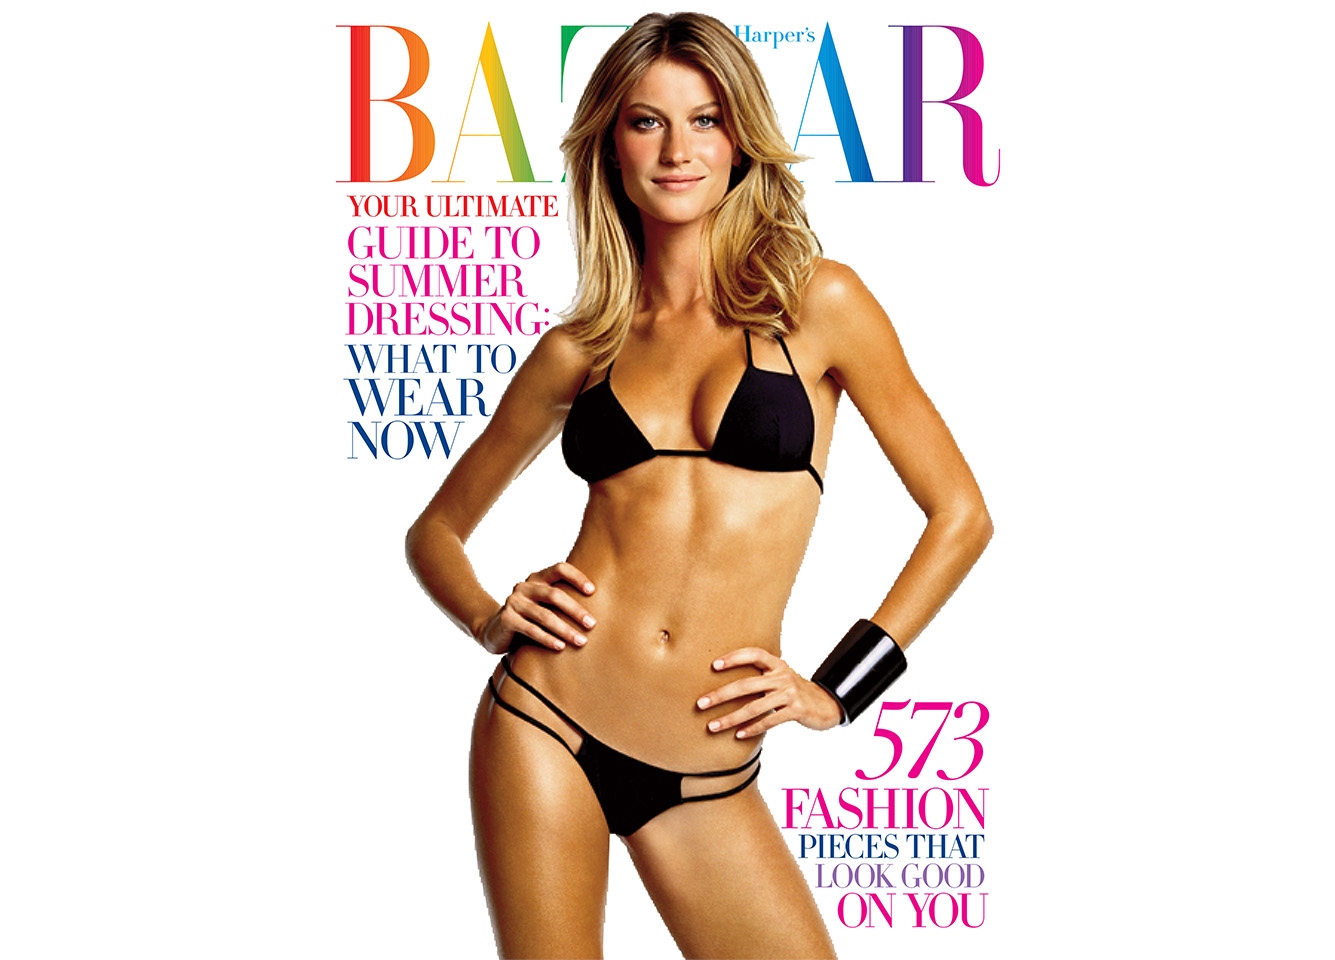 Harper's
BAZAAR
YOUR ULTIMATE
GUIDE TO
SUMMER
DRESSING:
WHAT TO
WEAR
NOW
573
FASHION
PIECES THAT
LOOK GOOD
ON YOU